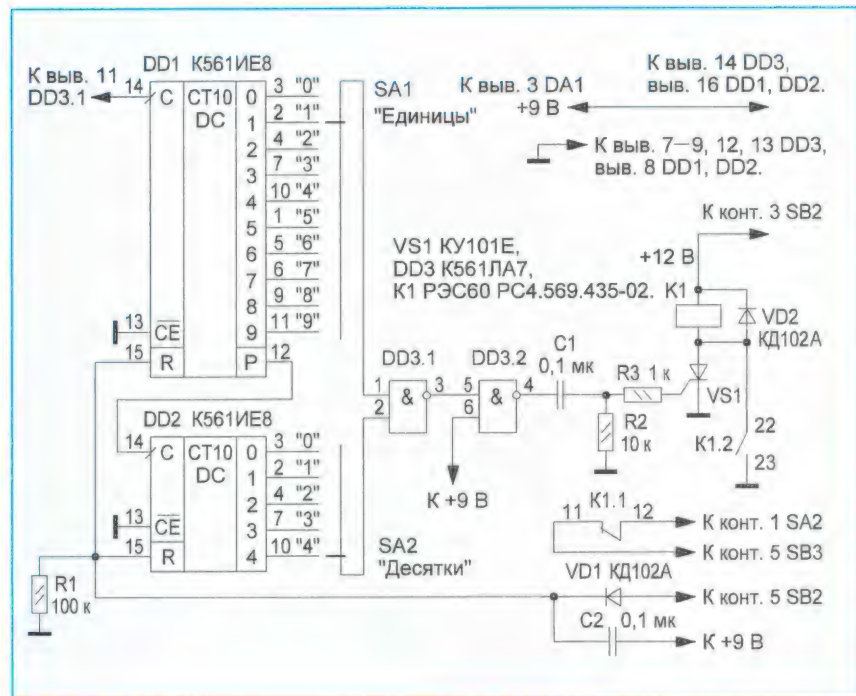 DD1 К561ИЕ8
К выв. 11
DD3.1
14
C
CT10
DC
0
1
2
3
4
5
6
7
8
9
3 "0"
2 "1"
4 "2"
7 "3"
10 "4"
1 "5"
5 "6"
6 "7"
9 "8"
11 "9"
13
CE
15
R
P
12
SA1
"Единицы"
К выв. 3 DA1
+9 В
К выв. 14 DD3,
выв. 16 DD1, DD2.
К выв. 7—9, 12, 13 DD3,
выв. 8 DD1, DD2.
К конт. 3 SB2
+12 В
VS1 КУ101Е,
DD3 К561ЛА7,
К1 РЭС60 РС4.569.435-02.
K1
VD2
КД102А
DD2 К561ИЕ8
14
C
CT10
DC
0
1
2
3
4
3 "0"
2 "1"
4 "2"
7 "3"
10 "4"
13
CE
15
R
SA2
"Десятки"
DD3.1
1
2
&
3
DD3.2
5
6
&
4
К +9 В
C1
0,1 мк
R3 1 к
R2
10 к
VS1
K1.2
22
23
K1.1
11
12
К конт. 1 SA2
К конт. 5 SB3
VD1 КД102А
К конт. 5 SB2
C2
0,1 мк
К +9 В
R1
100 к